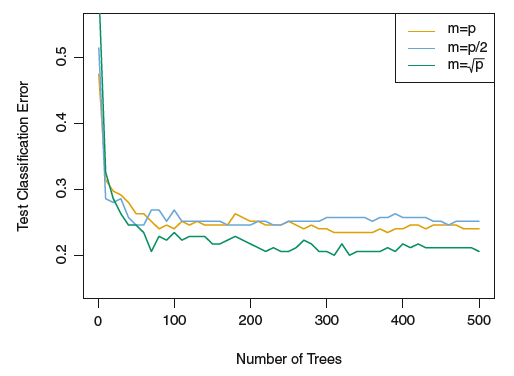 m=p
m=p/2
m=√p
Test Classification Error
0.5
0.4
0.3
0.2
0 100 200 300 400 500
Number of Trees